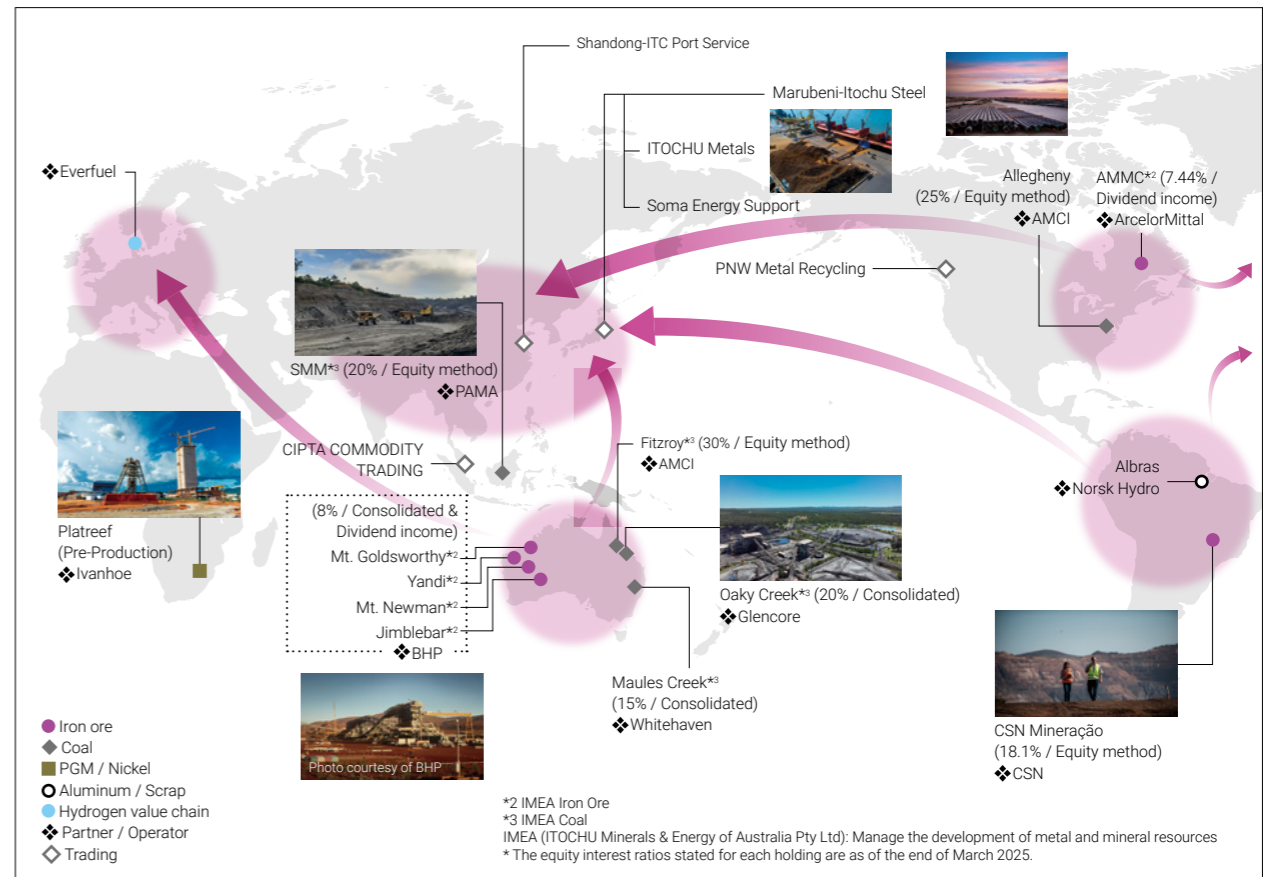 Shandong-ITC Port Service
Marubeni-Itochu Steel
ITOCHU Metals
Soma Energy Support
❖Everfuel
Allegheny
(25% / Equity method)
❖AMCI
AMMC*2 (7.44% /
Dividend income)
❖ArcelorMittal
PNW Metal Recycling
SMM*3 (20% / Equity method)
❖PAMA
CIPTA COMMODITY
TRADING
Fitzroy*3 (30% / Equity method)
❖AMCI
Albras
❖Norsk Hydro
Platreef
(Pre-Production)
❖Ivanhoe
(8% / Consolidated &
Dividend income)
Mt. Goldsworthy*2
Yandi*2
Mt. Newman*2
Jimblebar*2
❖BHP
Oaky Creek*3 (20% / Consolidated)
❖Glencore
Maules Creek*3
(15% / Consolidated)
❖Whitehaven
CSN Mineração
(18.1% / Equity method)
❖CSN
Photo courtesy of BHP
Iron ore
Coal
PGM / Nickel
Aluminum / Scrap
Hydrogen value chain
❖Partner / Operator
Trading
*2 IMEA Iron Ore
*3 IMEA Coal
IMEA (ITOCHU Minerals & Energy of Australia Pty Ltd): Manage the development of metal and mineral resources
* The equity interest ratios stated for each holding are as of the end of March 2025.